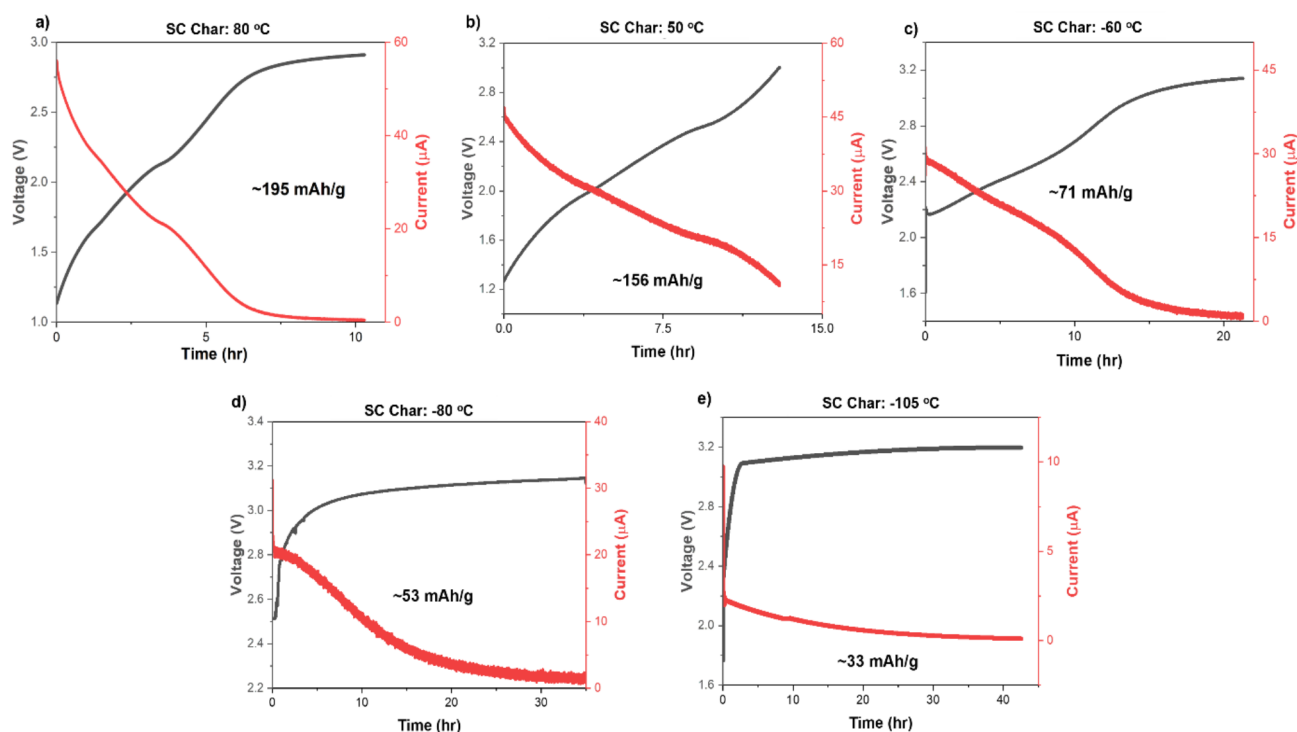 a)
SC Char: 80 °C
Voltage (V)
3.0
2.5
2.0
1.5
1.0
60
40
20
0
Current (μA)
~195 mAh/g
0
5
10
Time (hr)
b)
SC Char: 50 °C
Voltage (V)
3.2
2.8
2.4
2.0
1.6
1.2
60
45
30
15
Current (μA)
~156 mAh/g
0.0
7.5
15.0
Time (hr)
c)
SC Char: -60 °C
Voltage (V)
3.2
2.8
2.4
2.0
1.6
45
30
15
0
Current (μA)
~71 mAh/g
0
10
20
Time (hr)
d)
SC Char: -80 °C
Voltage (V)
3.4
3.2
3.0
2.8
2.6
2.4
2.2
40
30
20
10
0
Current (μA)
~53 mAh/g
0
10
20
30
Time (hr)
e)
SC Char: -105 °C
Voltage (V)
3.2
2.8
2.4
2.0
1.6
10
5
0
Current (μA)
~33 mAh/g
0
10
20
30
40
Time (hr)